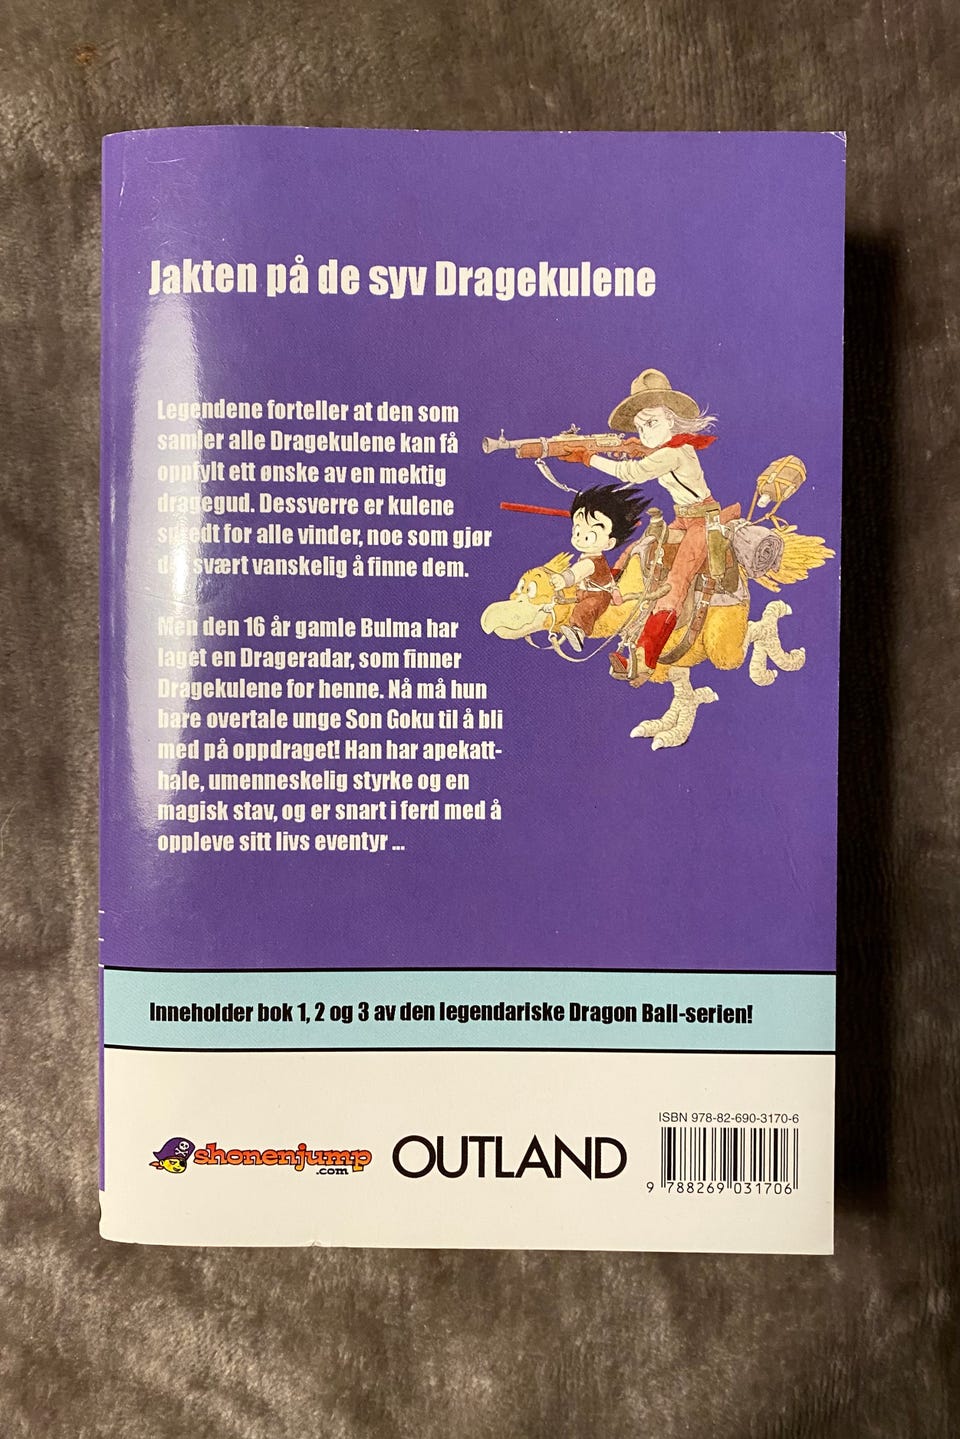 Jakten på de syv Dragekulene
Legendene forteller at den som
samler alle Dragekulene kan få
oppfylt ett ønske av en mektig
dragegud. Dessverre er kulene
spredt for alle vinder, noe som gjør
det svært vanskelig å finne dem.
Men den 16 år gamle Bulma har
laget en Drageradar, som finner
Dragekulene for henne. Nå må hun
bare overtale unge Son Goku til å bli
med på oppdraget! Han har apekatt-
hale, umenneskelig styrke og en
magisk stav, og er snart i ferd med å
oppleve sitt livs eventyr ...
Inneholder bok 1, 2 og 3 av den legendariske Dragon Ball-serien!
shonenjump
.com
OUTLAND
ISBN 978-82-690-3170-6
9 788269 031706